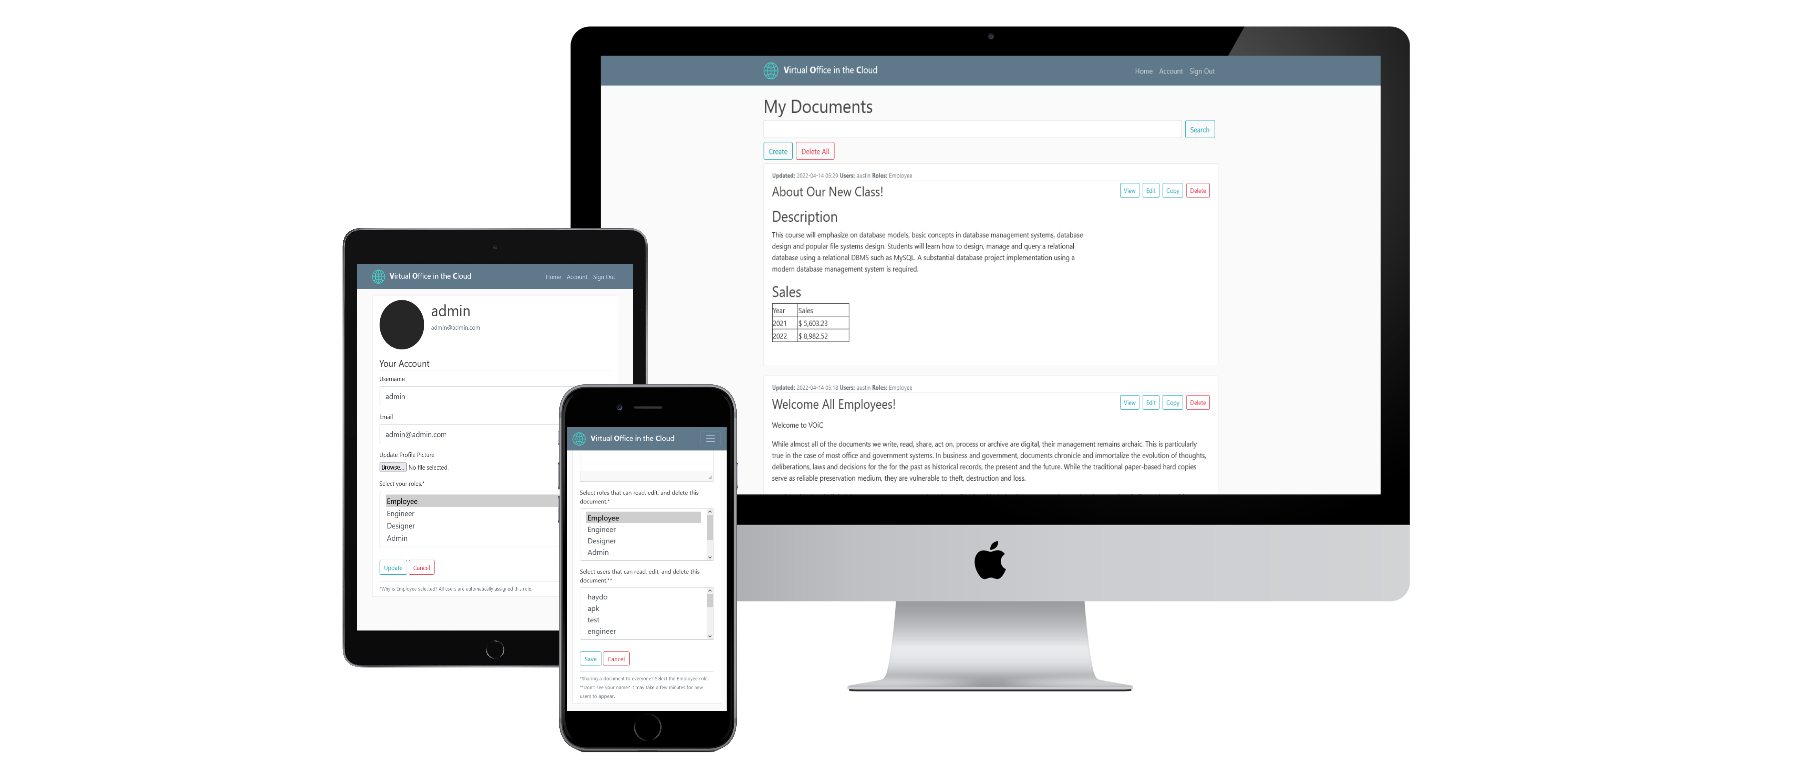 Virtual Office in the Cloud
Home Account Sign Out
My Documents
Search
Create Delete All
Updated: 2022-04-14 05:29 Users: austin Roles: Employee
About Our New Class!
View Edit Copy Delete
Description
This course will emphasize on database models, basic concepts in database management systems, database
design and popular file systems design. Students will learn how to design, manage and query a relational
database using a relational DBMS such as MySQL. A substantial database project implementation using a
modern database management system is required.
Sales
Year Sales
2021 $ 5,603.23
2022 $ 8,982.52
Updated: 2022-04-14 05:18 Users: austin Roles: Employee
Welcome All Employees!
View Edit Copy Delete
Welcome to VOiC
While almost all of the documents we write, read, share, act on, process or archive are digital, their management remains archaic. This is particularly
true in the case of most office and government systems. In business and government, documents chronicle and immortalize the evolution of thoughts,
deliberations, laws and decisions for the for the past as historical records, the present and the future. While the traditional paper-based hard copies
serve as reliable preservation medium, they are vulnerable to theft, destruction and loss.
Virtual Office in the Cloud
Home Account Sign Out
admin
admin@admin.com
Your Account
Username
admin
Email
admin@admin.com
Update Profile Picture
Browse... No file selected.
Select your roles.*
Employee
Engineer
Designer
Admin
Update Cancel
*Why is Employee selected? All users are automatically assigned this role.
Virtual Office in the Cloud
Select roles that can read, edit, and delete this
document.*
Employee
Engineer
Designer
Admin
Select users that can read, edit, and delete this
document.**
haydo
apk
test
engineer
Save Cancel
*Sharing a document to everyone? Select the Employee role.
**Don't see your name? It may take a few minutes for new
users to appear.